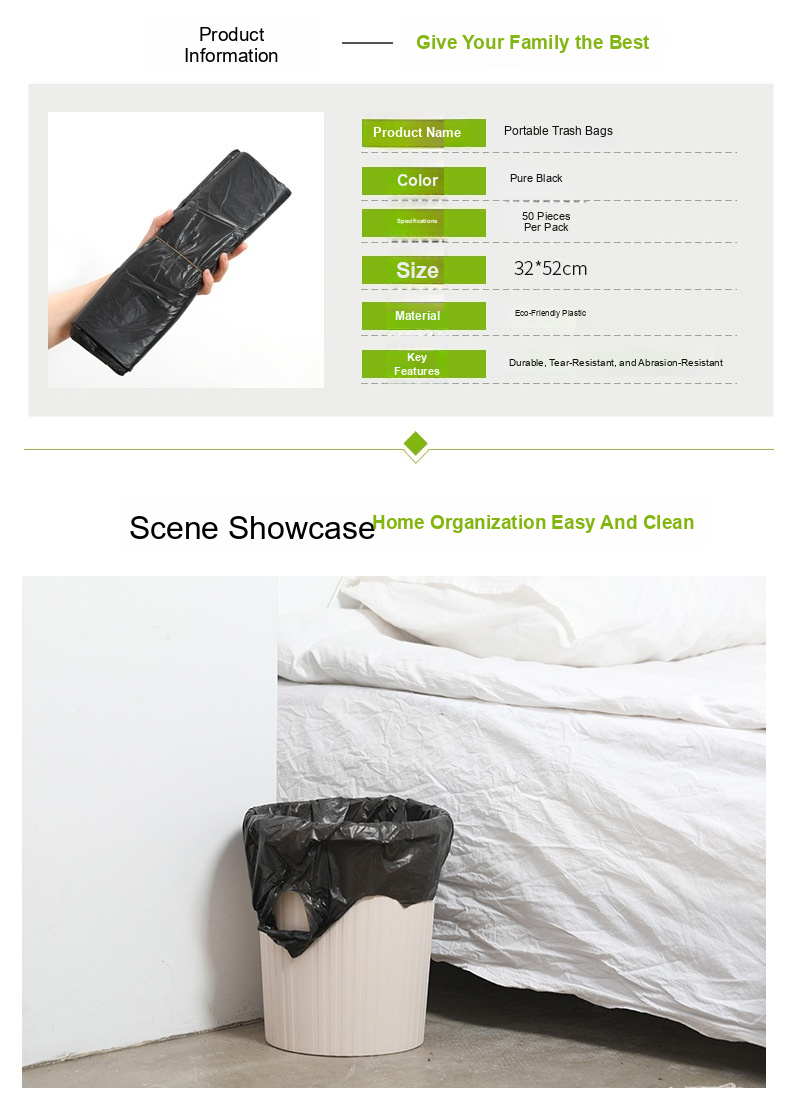 Product
Information
Give Your Family the Best
Product Name
Portable Trash Bags
Color
Pure Black
Specifications
50 Pieces
Per Pack
Size
32*52cm
Material
Eco-Friendly Plastic
Key
Features
Durable, Tear-Resistant, and Abrasion-Resistant
Scene Showcase
Home Organization Easy And Clean